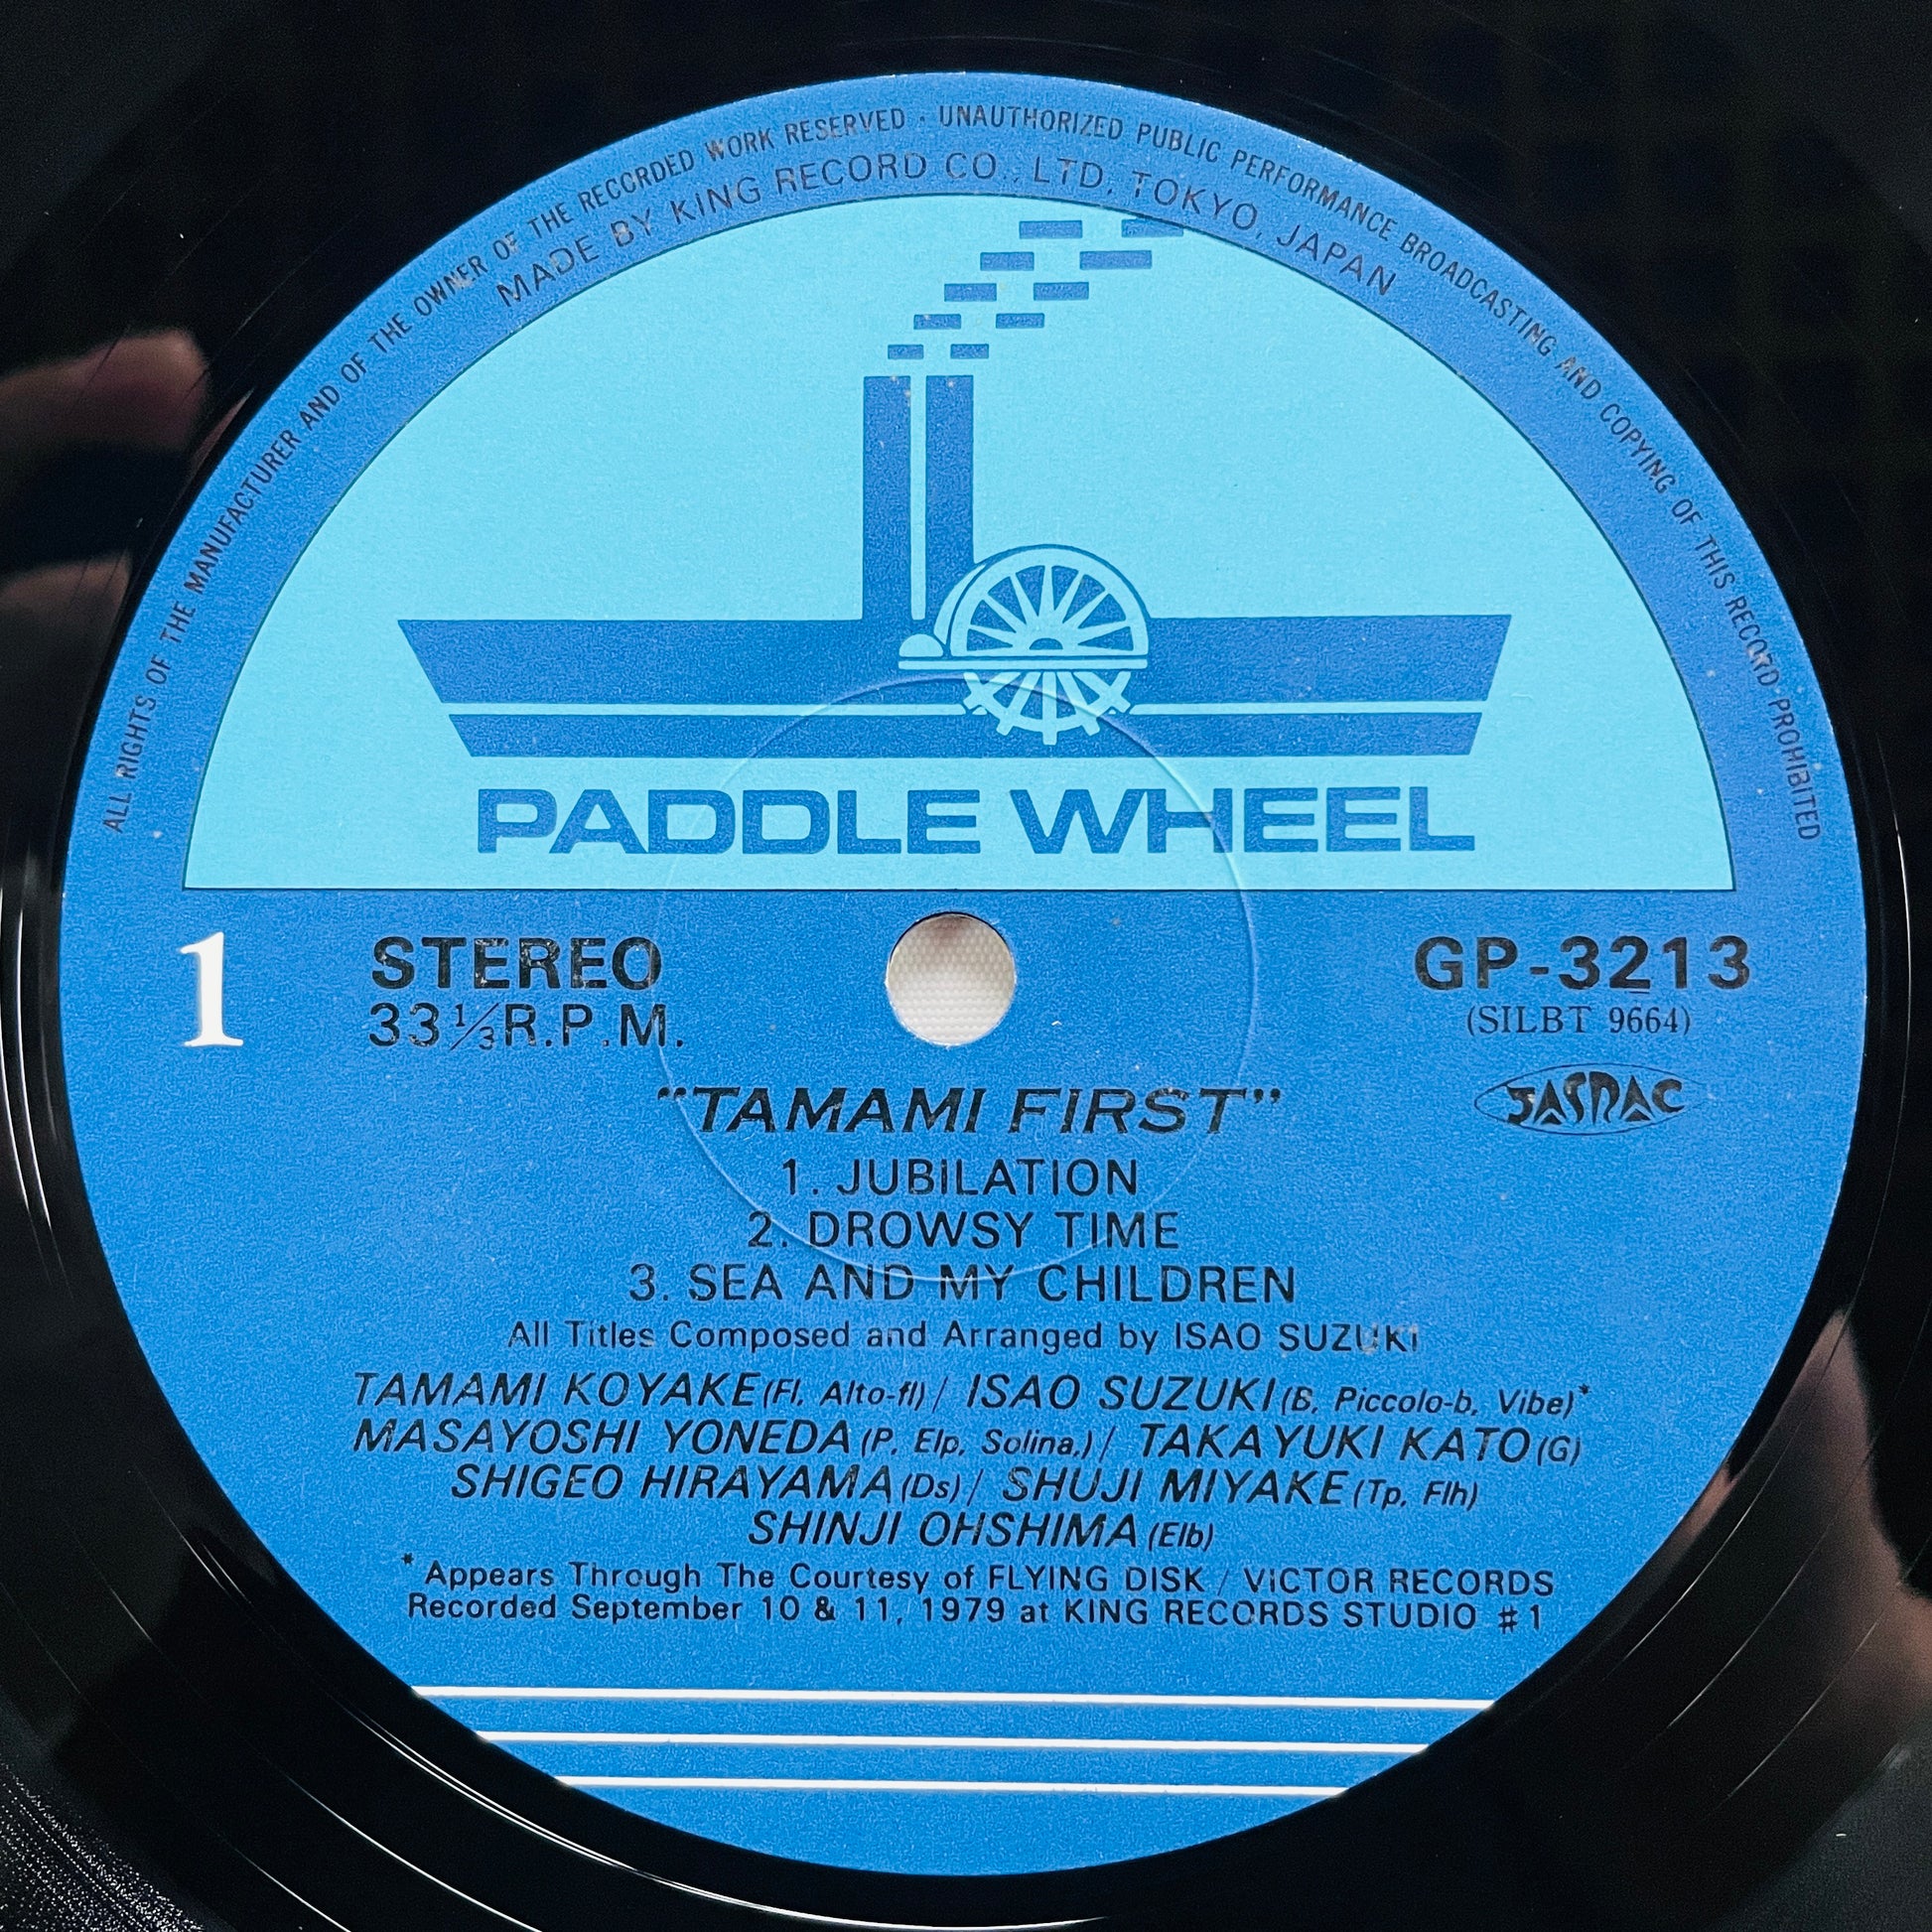 ALL RIGHTS OF THE MANUFACTURER AND OF THE OWNER OF THE RECORDED WORK RESERVED · UNAUTHORIZED PUBLIC PERFORMANCE BROADCASTING AND COPYING OF THIS RECORD PROHIBITED
MADE BY KING RECORD CO., LTD, TOKYO, JAPAN
PADDLE WHEEL
1
STEREO
33 1/3 R.P.M.
GP-3213
(SILBT 9664)
JASRAC
"TAMAMI FIRST"
1. JUBILATION
2. DROWSY TIME
3. SEA AND MY CHILDREN
All Titles Composed and Arranged by ISAO SUZUKI
TAMAMI KOYAKE (Fl, Alto-fl) / ISAO SUZUKI (B, Piccolo-b, Vibe)*
MASAYOSHI YONEDA (P, Elp, Solina,) / TAKAYUKI KATO (G)
SHIGEO HIRAYAMA (Ds) / SHUJI MIYAKE (Tp, Flh)
SHINJI OHSHIMA (Elb)
*Appears Through The Courtesy of FLYING DISK / VICTOR RECORDS
Recorded September 10 & 11, 1979 at KING RECORDS STUDIO #1